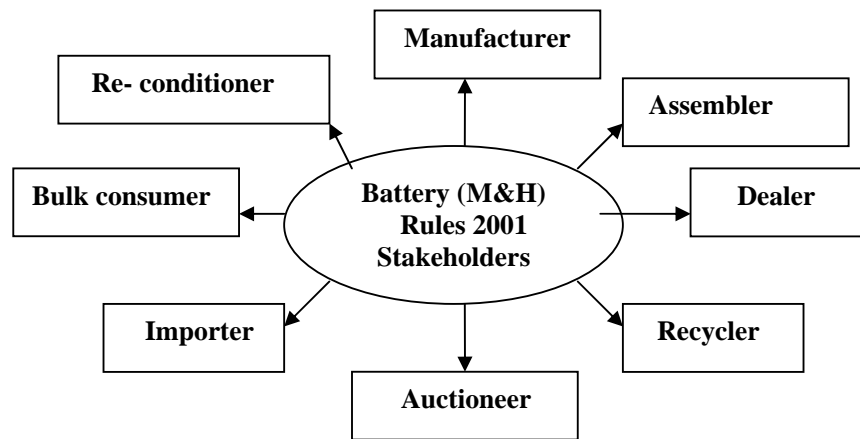 Manufacturer
Re- conditioner
Assembler
Bulk consumer
Battery (M&H)
Rules 2001
Stakeholders
Dealer
Importer
Recycler
Auctioneer